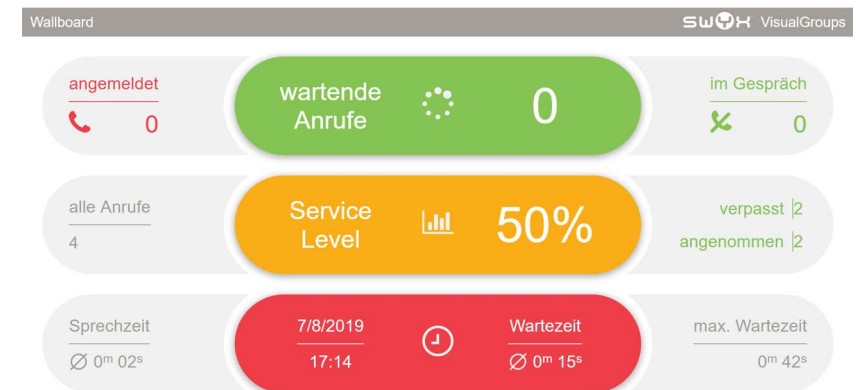 Wallboard
swyx VisualGroups
angemeldet
0
wartende
Anrufe
0
im Gespräch
0
alle Anrufe
4
Service
Level
50%
verpasst |2
angenommen |2
Sprechzeit
Ø 0m 02s
7/8/2019
17:14
Wartezeit
Ø 0m 15s
max. Wartezeit
0m 42s